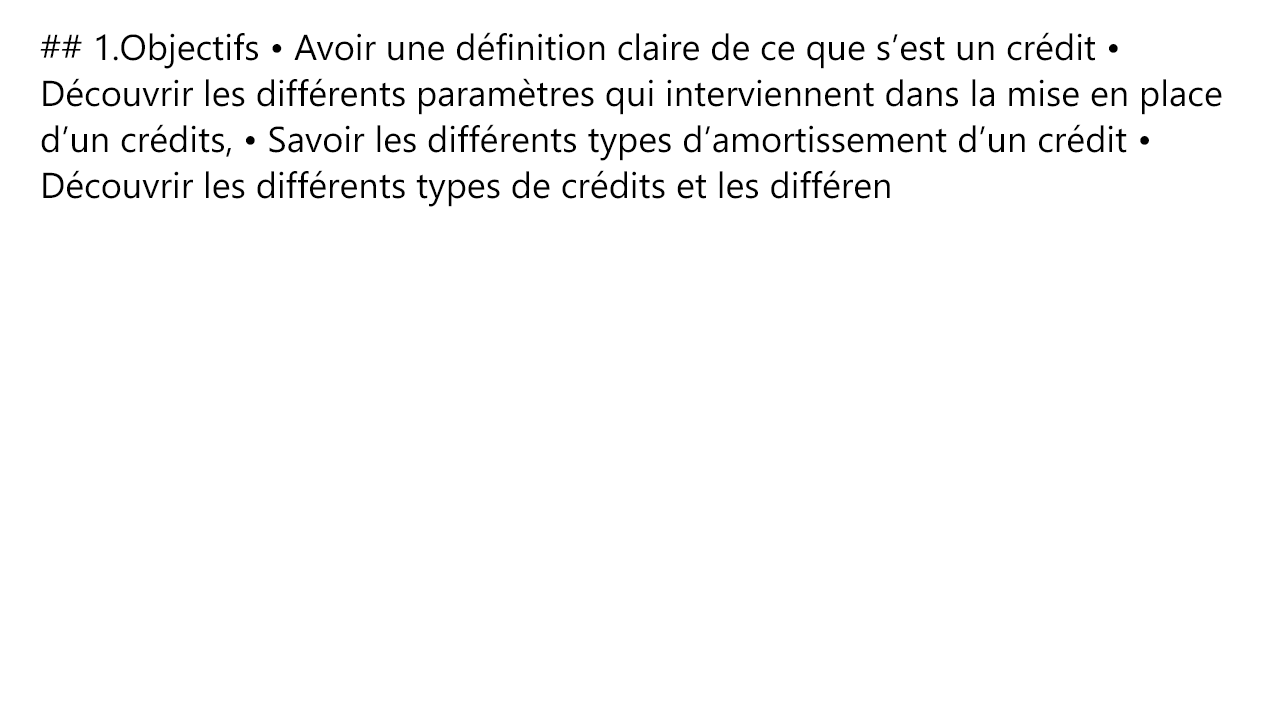 ## 1.Objectifs • Avoir une définition claire de ce que s’est un crédit •
Découvrir les différents paramètres qui interviennent dans la mise en place
d’un crédits, • Savoir les différents types d’amortissement d’un crédit •
Découvrir les différents types de crédits et les différen